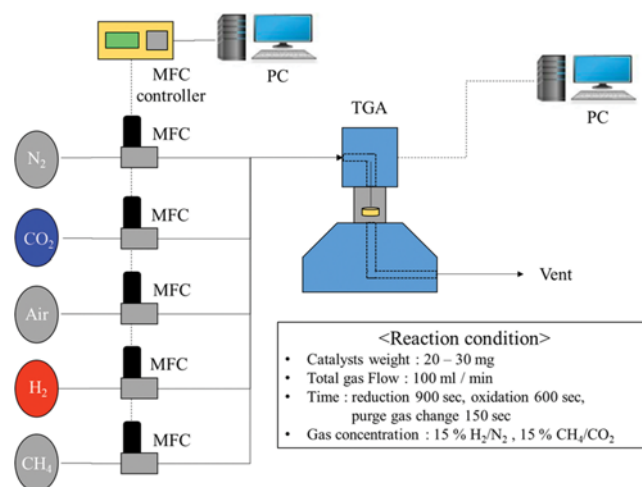 PC
MFC
controller
TGA
PC
MFC
N₂
MFC
CO₂
Vent
MFC
Air
<Reaction condition>
• Catalysts weight : 20 – 30 mg
• Total gas Flow : 100 ml / min
• Time : reduction 900 sec, oxidation 600 sec,
purge gas change 150 sec
• Gas concentration : 15 % H₂/N₂ , 15 % CH₄/CO₂
MFC
H₂
MFC
CH₄